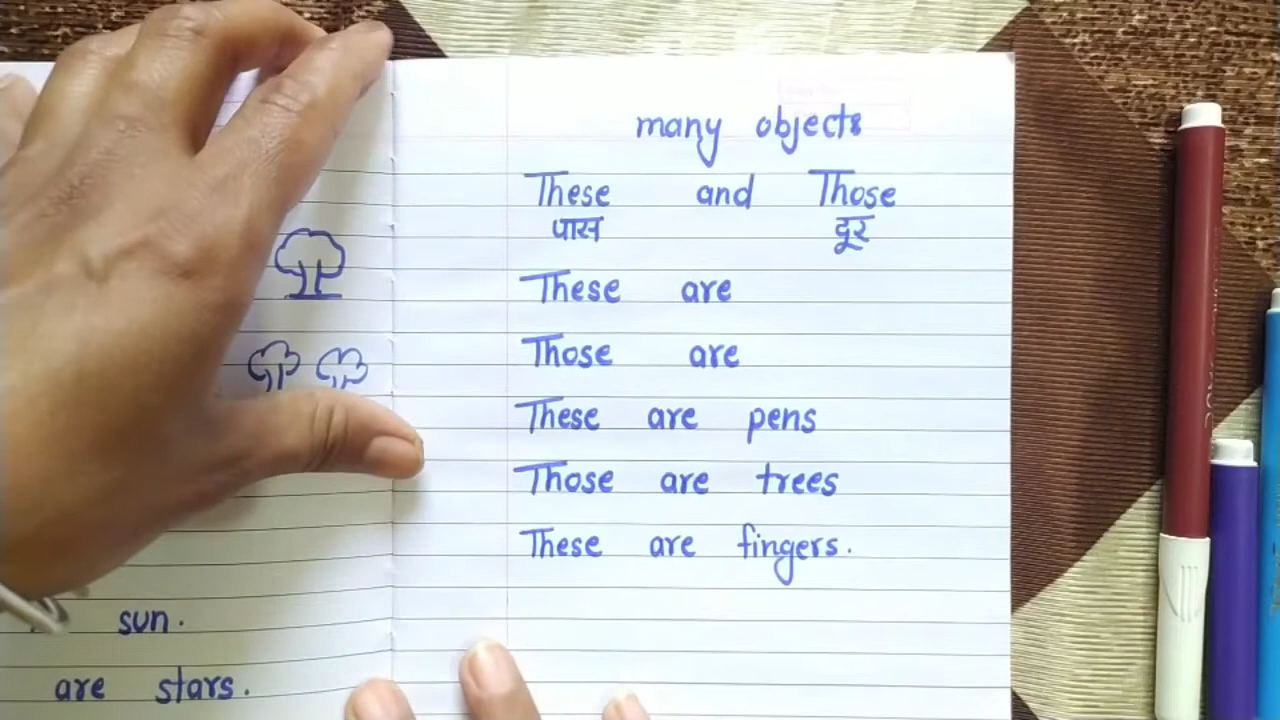 sun.
are stars.
many objects
These and Those
पास दूर
These are
Those are
These are pens
Those are trees
These are fingers.